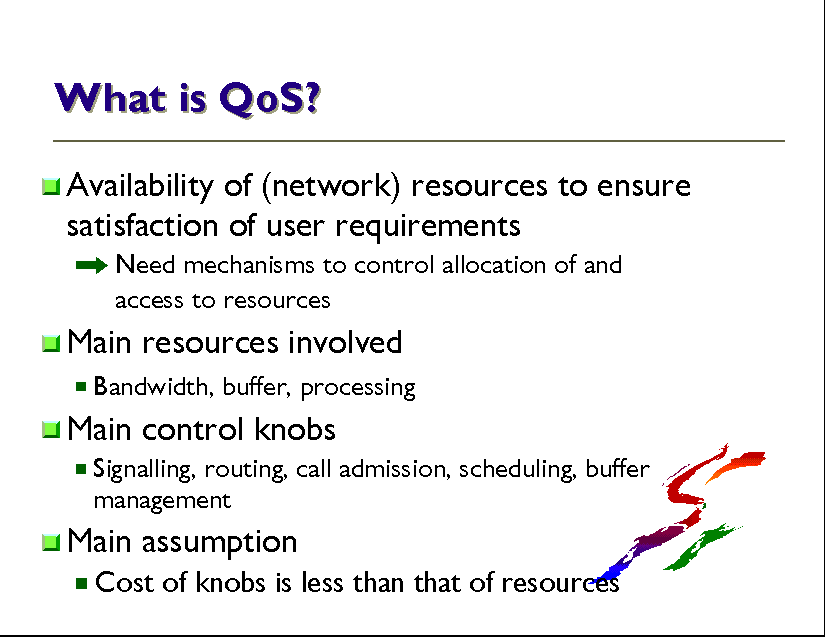 What is QoS?
Availability of (network) resources to ensure
satisfaction of user requirements
Need mechanisms to control allocation of and
access to resources
Main resources involved
Bandwidth, buffer, processing
Main control knobs
Signalling, routing, call admission, scheduling, buffer
management
Main assumption
Cost of knobs is less than that of resources